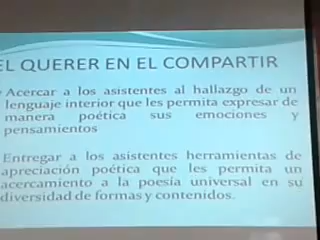 EL QUERER EN EL COMPARTIR
Acercar a los asistentes al hallazgo de un
lenguaje interior que les permita expresar de
manera poética sus emociones y
pensamientos
Entregar a los asistentes herramientas de
apreciación poética que les permita un
acercamiento a la poesía universal en su
diversidad de formas y contenidos.